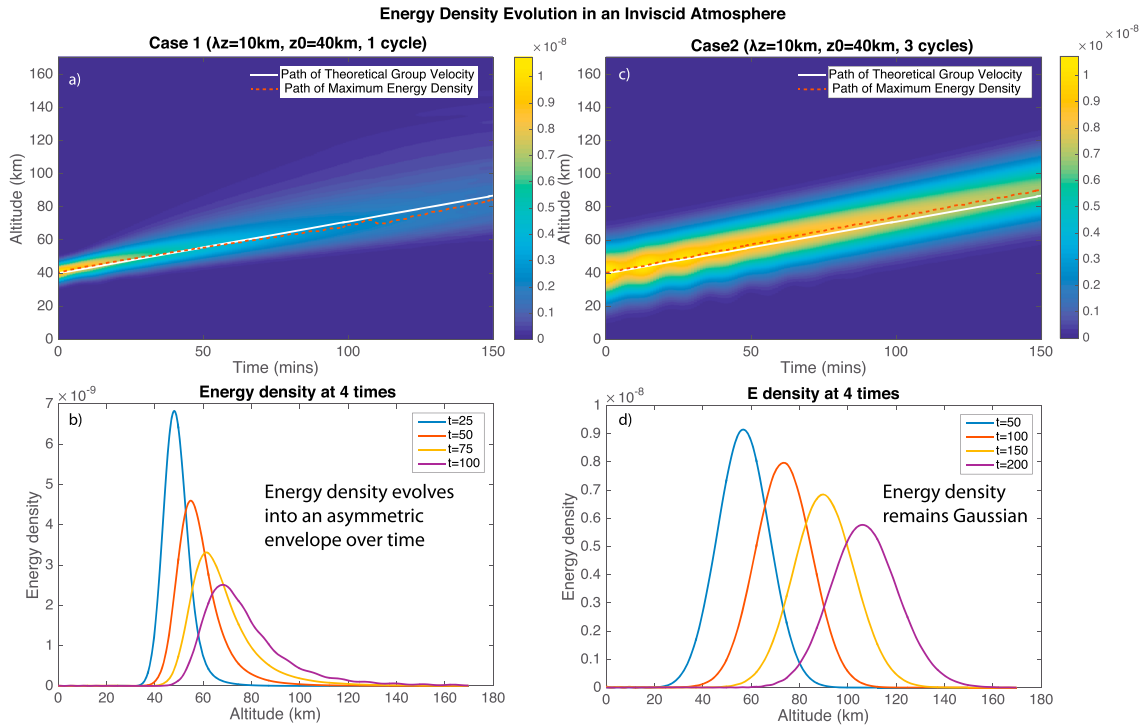 Energy Density Evolution in an Inviscid Atmosphere
Case 1 (λz=10km, z0=40km, 1 cycle)
× 10-8
a)
Path of Theoretical Group Velocity
Path of Maximum Energy Density
160
140
120
100
80
60
40
20
0
Altitude (km)
0
50
100
150
Time (mins)
1
0.9
0.8
0.7
0.6
0.5
0.4
0.3
0.2
0.1
0
Case2 (λz=10km, z0=40km, 3 cycles)
× 10 × 10-8
c)
Path of Theoretical Group Velocity
Path of Maximum Energy Density
160
140
120
100
80
60
40
20
0
Altitude (km)
0
50
100
150
Time (mins)
1
0.9
0.8
0.7
0.6
0.5
0.4
0.3
0.2
0.1
0
Energy density at 4 times
× 10-9
b)
t=25
t=50
t=75
t=100
Energy density evolves
into an asymmetric
envelope over time
7
6
5
4
3
2
1
0
Energy density
0
20
40
60
80
100
120
140
160
180
Altitude (km)
E density at 4 times
× 10-8
d)
t=50
t=100
t=150
t=200
Energy density
remains Gaussian
1
0.9
0.8
0.7
0.6
0.5
0.4
0.3
0.2
0.1
0
Energy density
0
20
40
60
80
100
120
140
160
180
Altitude (km)